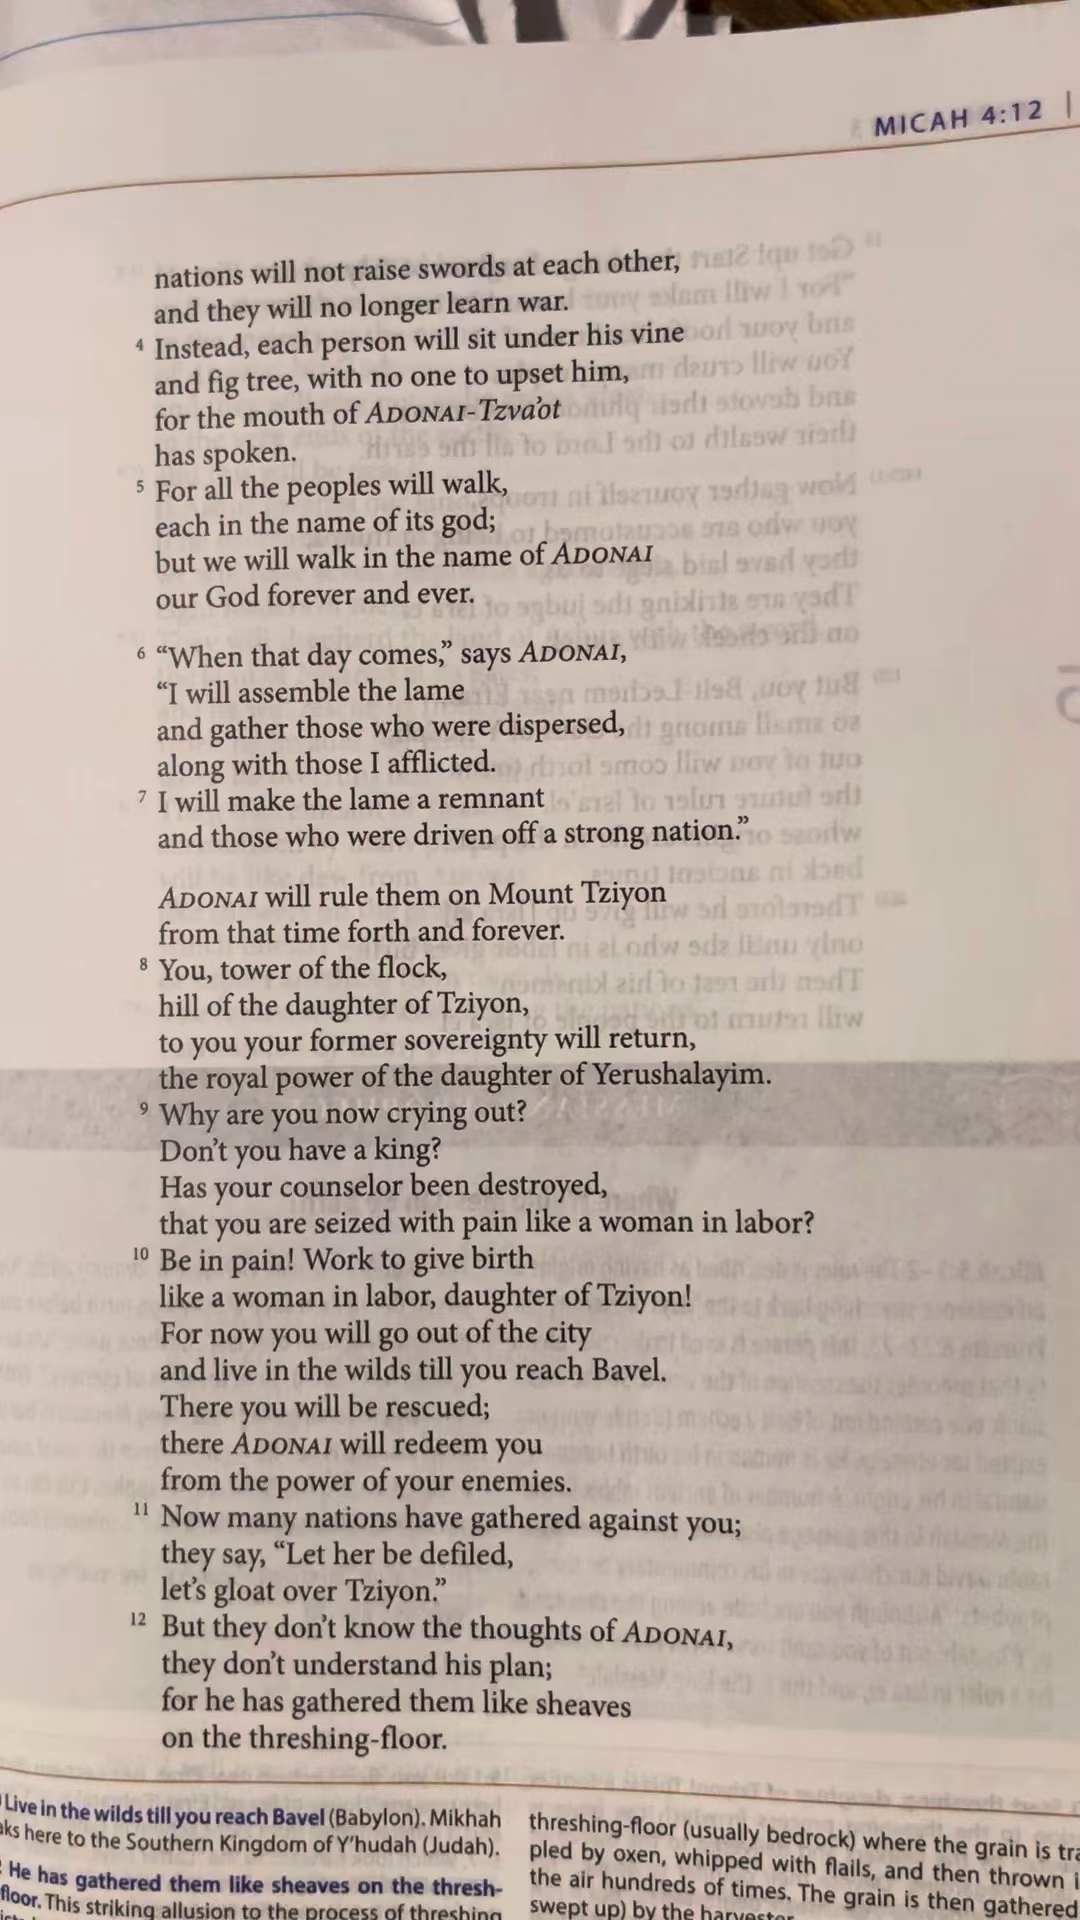 MICAH 4:12
nations will not raise swords at each other,
and they will no longer learn war.
4 Instead, each person will sit under his vine
and fig tree, with no one to upset him,
for the mouth of ADONAI-Tzva'ot
has spoken.
5 For all the peoples will walk,
each in the name of its god;
but we will walk in the name of ADONAI
our God forever and ever.
6 “When that day comes,” says ADONAI,
“I will assemble the lame
and gather those who were dispersed,
along with those I afflicted.
7 I will make the lame a remnant
and those who were driven off a strong nation.”
ADONAI will rule them on Mount Tziyon
from that time forth and forever.
8 You, tower of the flock,
hill of the daughter of Tziyon,
to you your former sovereignty will return,
the royal power of the daughter of Yerushalayim.
9 Why are you now crying out?
Don’t you have a king?
Has your counselor been destroyed,
that you are seized with pain like a woman in labor?
10 Be in pain! Work to give birth
like a woman in labor, daughter of Tziyon!
For now you will go out of the city
and live in the wilds till you reach Bavel.
There you will be rescued;
there ADONAI will redeem you
from the power of your enemies.
11 Now many nations have gathered against you;
they say, “Let her be defiled,
let’s gloat over Tziyon.”
12 But they don’t know the thoughts of ADONAI,
they don’t understand his plan;
for he has gathered them like sheaves
on the threshing-floor.
Live in the wilds till you reach Bavel (Babylon). Mikhah
aks here to the Southern Kingdom of Y’hudah (Judah).
He has gathered them like sheaves on the thresh-
floor. This striking allusion to the process of threshing
threshing-floor (usually bedrock) where the grain is tra
pled by oxen, whipped with flails, and then thrown i
the air hundreds of times. The grain is then gathered
swept up) by the harvester